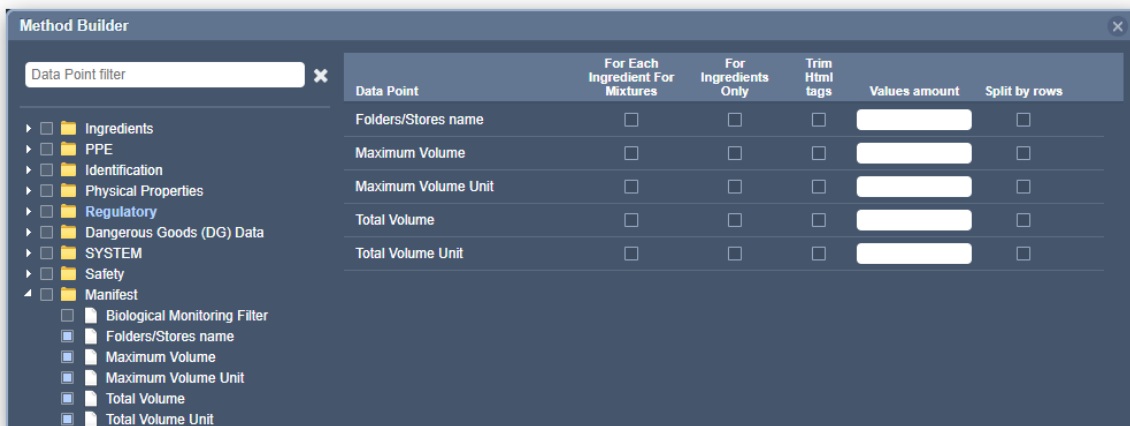 Method Builder
Data Point filter
Ingredients
PPE
Identification
Physical Properties
Regulatory
Dangerous Goods (DG) Data
SYSTEM
Safety
Manifest
Biological Monitoring Filter
Folders/Stores name
Maximum Volume
Maximum Volume Unit
Total Volume
Total Volume Unit
Data Point
For Each
Ingredient For
Mixtures
For
Ingredients
Only
Trim
Html
tags
Values amount
Split by rows
Folders/Stores name
Maximum Volume
Maximum Volume Unit
Total Volume
Total Volume Unit